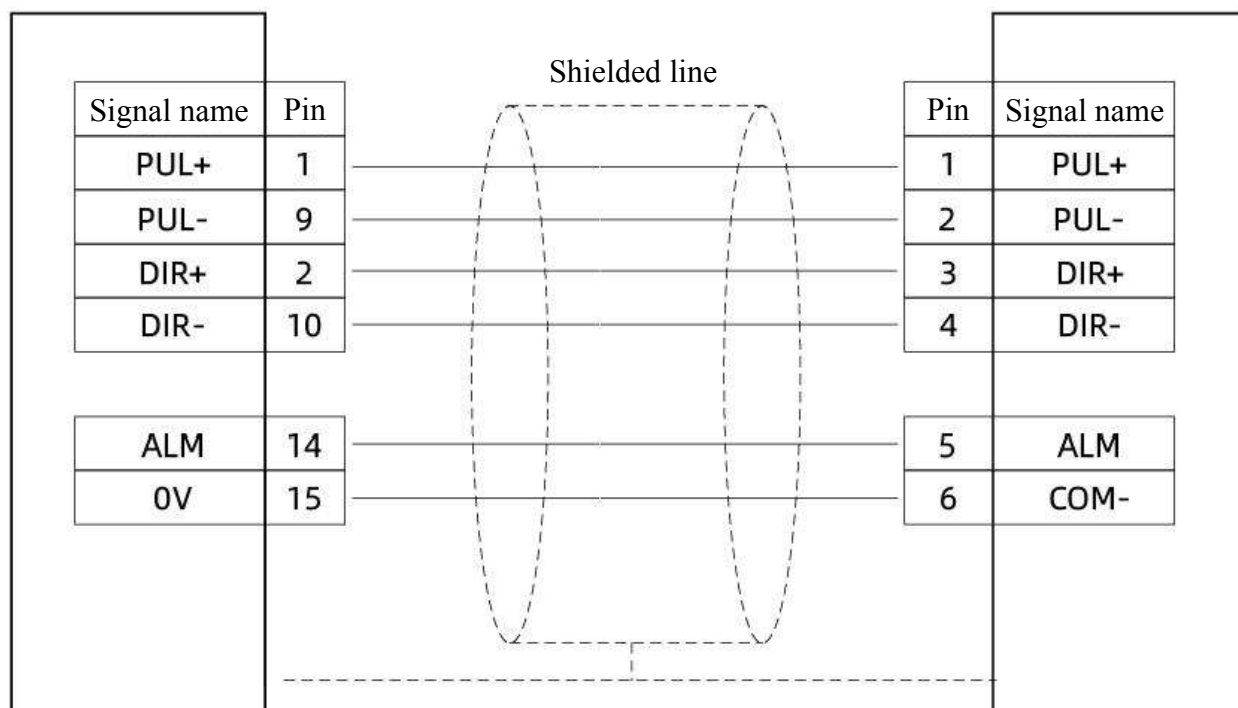 Shielded line
Signal name Pin Pin Signal name
PUL+ 1 1 PUL+
PUL- 9 2 PUL-
DIR+ 2 3 DIR+
DIR- 10 4 DIR-
ALM 14 5 ALM
0V 15 6 COM-